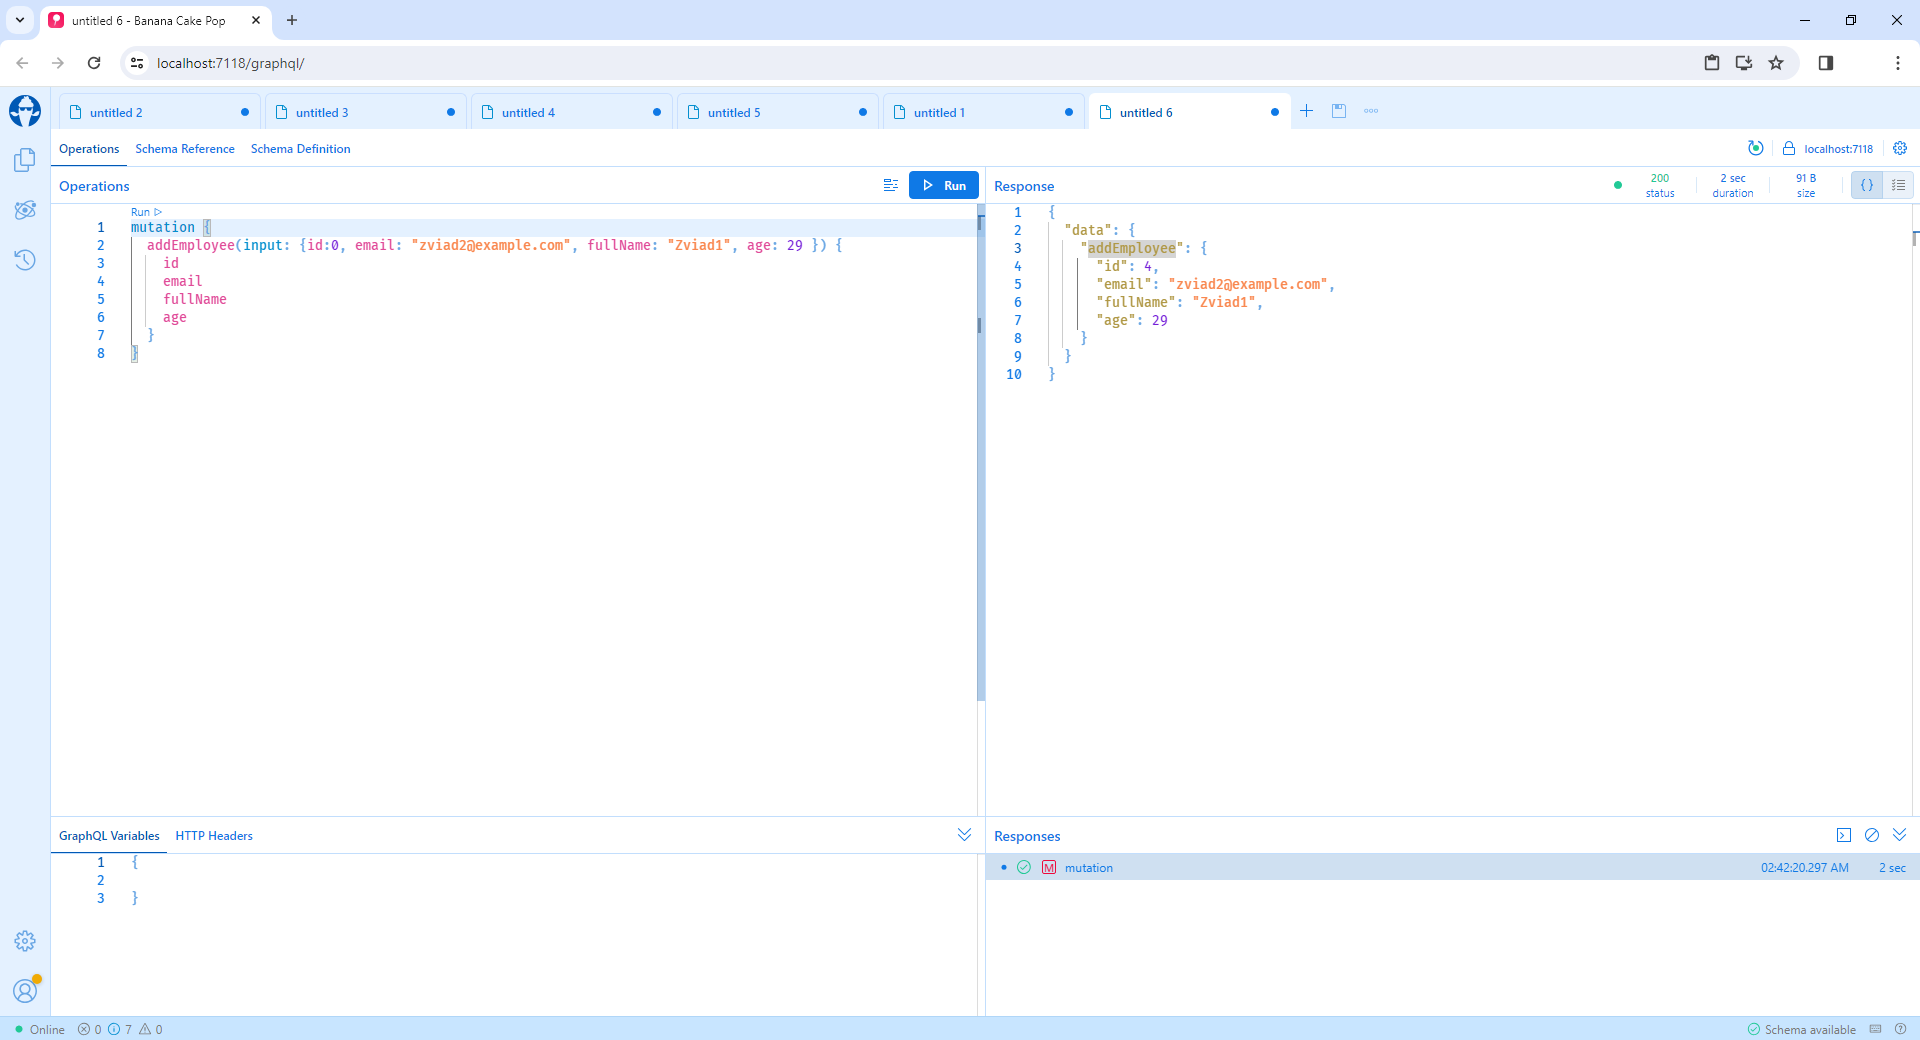 untitled 6 - Banana Cake Pop
localhost:7118/graphql/
untitled 2
untitled 3
untitled 4
untitled 5
untitled 1
untitled 6
Operations Schema Reference Schema Definition
localhost:7118
Operations
Run
Response
200 status
2 sec duration
91 B size
Run
1 mutation {
2 addEmployee(input: {id:0, email: "zviad2@example.com", fullName: "Zviad1", age: 29 }) {
3 id
4 email
5 fullName
6 age
7 }
8 }
1 {
2 "data": {
3 "addEmployee": {
4 "id": 4,
5 "email": "zviad2@example.com",
6 "fullName": "Zviad1",
7 "age": 29
8 }
9 }
10 }
GraphQL Variables HTTP Headers
1 {
2
3 }
Responses
M mutation 02:42:20.297 AM 2 sec
Online 0 7 0
Schema available